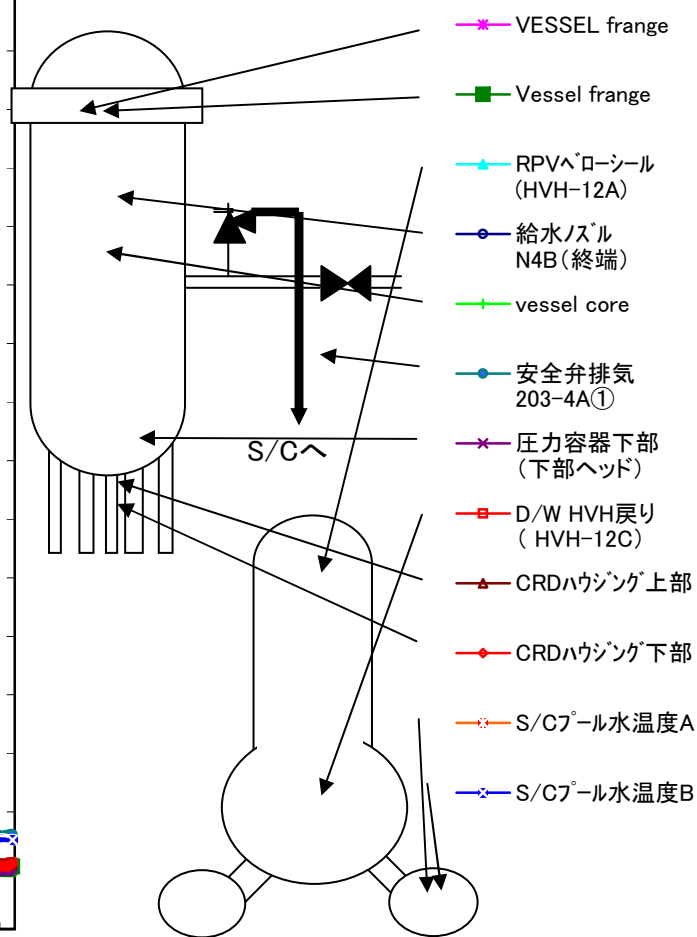 VESSEL frange
Vessel frange
RPVベローシール
(HVH-12A)
給水ノズル
N4B(終端)
vessel core
安全弁排気
203-4A①
圧力容器下部
(下部ヘッド)
D/W HVH戻り
( HVH-12C)
CRDハウジング上部
CRDハウジング下部
S/Cプール水温度A
S/Cプール水温度B
S/Cへ